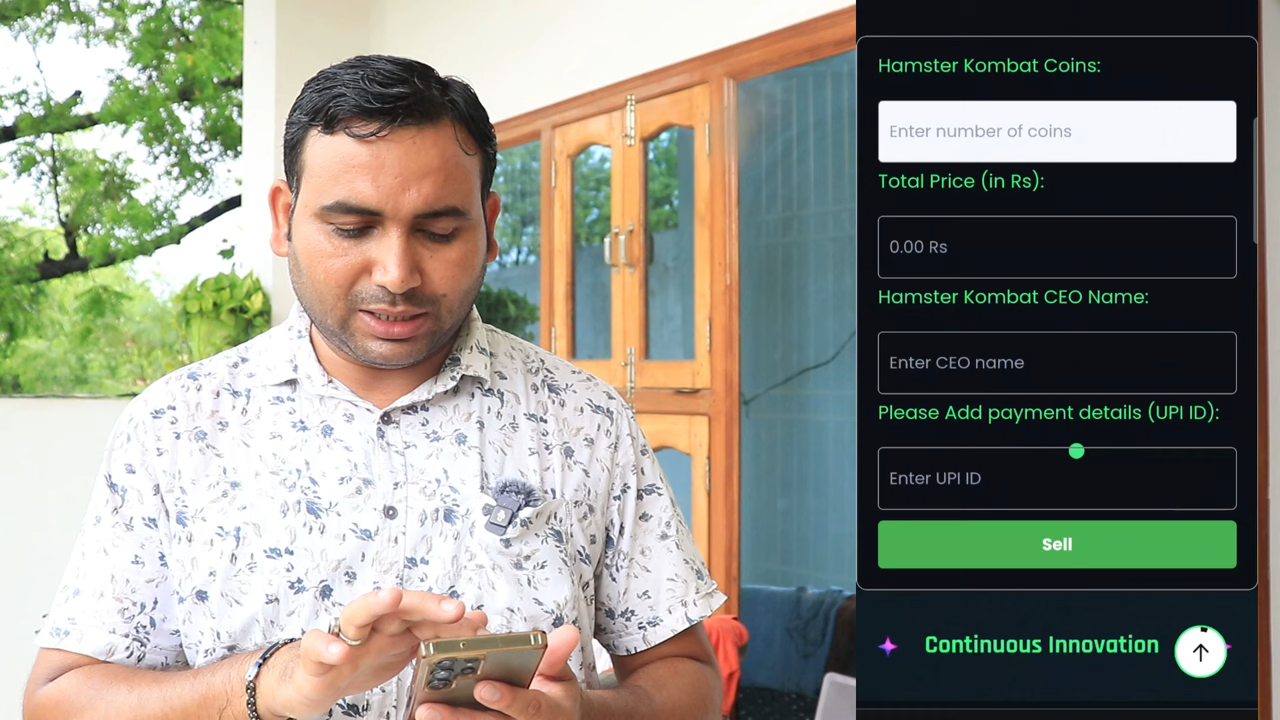 Hamster Kombat Coins:
Enter number of coins
Total Price (in Rs):
0.00 Rs
Hamster Kombat CEO Name:
Enter CEO name
Please Add payment details (UPI ID):
Enter UPI ID
Sell
Continuous Innovation